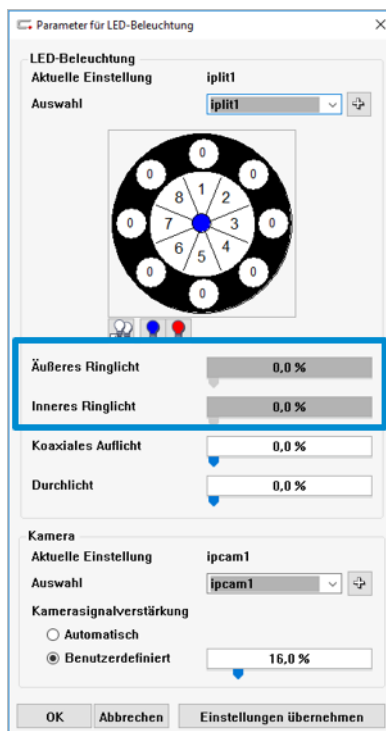 Parameter für LED-Beleuchtung
LED-Beleuchtung
Aktuelle Einstellung iplit1
Auswahl iplit1
0
0 0
8 1 2
0 7 3 0
6 5 4
0 0
0
Äußeres Ringlicht 0,0 %
Inneres Ringlicht 0,0 %
Koaxiales Auflicht 0,0 %
Durchlicht 0,0 %
Kamera
Aktuelle Einstellung ipcam1
Auswahl ipcam1
Kamerasignalverstärkung
Automatisch
Benutzerdefiniert 16,0 %
OK Abbrechen Einstellungen übernehmen